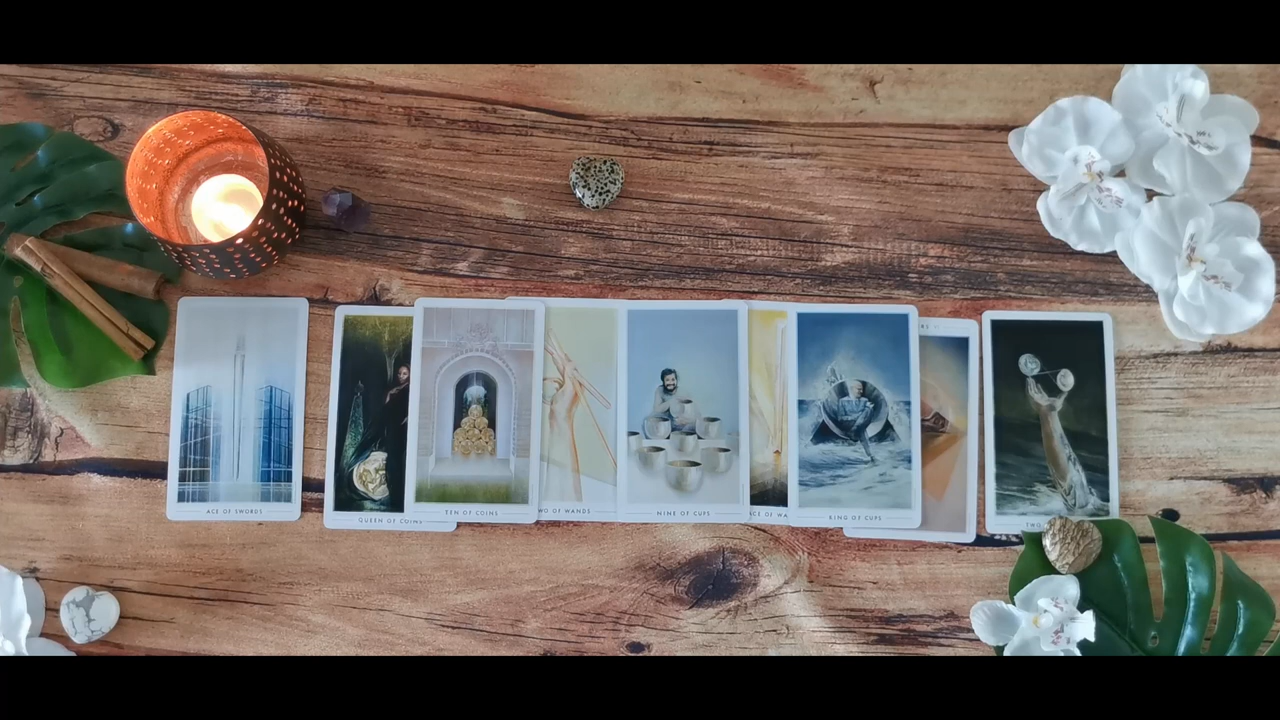 ACE OF SWORDS
QUEEN OF COINS
TEN OF COINS
WO OF WANDS
NINE OF CUPS
CE OF WA
KING OF CUPS
TWO